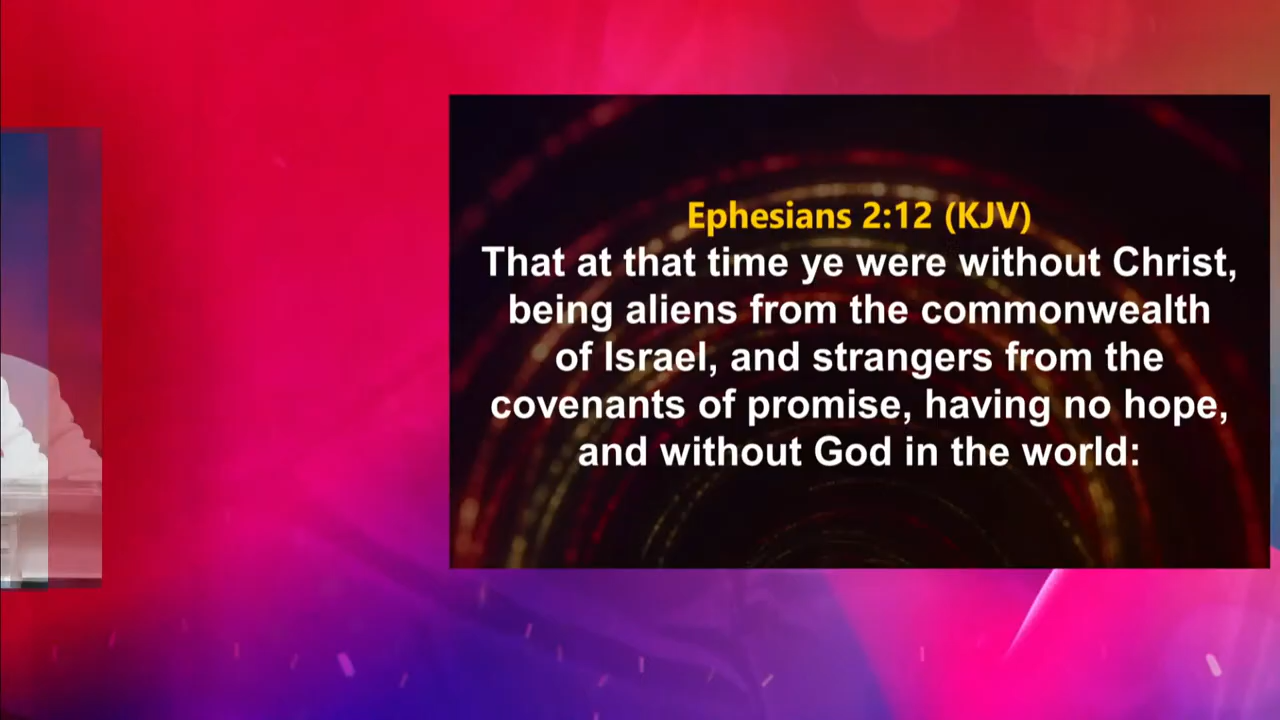 Ephesians 2:12 (KJV)
That at that time ye were without Christ,
being aliens from the commonwealth
of Israel, and strangers from the
covenants of promise, having no hope,
and without God in the world: